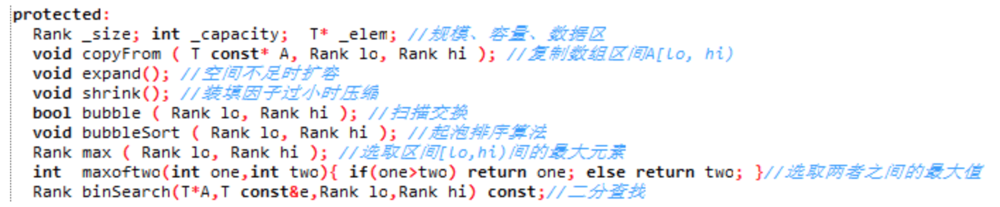 protected:
Rank _size; int _capacity;  T* _elem; //规模、容量、数据区
void copyFrom ( T const* A, Rank lo, Rank hi ); //复制数组区间A[lo, hi)
void expand(); //空间不足时扩容
void shrink(); //装填因子过小时压缩
bool bubble ( Rank lo, Rank hi ); //扫描交换
void bubbleSort ( Rank lo, Rank hi ); //起泡排序算法
Rank max ( Rank lo, Rank hi ); //选取区间[lo,hi)间的最大元素
int  maxoftwo(int one,int two){ if(one>two) return one; else return two; }//选取两者之间的最大值
Rank binSearch(T*A,T const&e,Rank lo,Rank hi) const;//二分查找